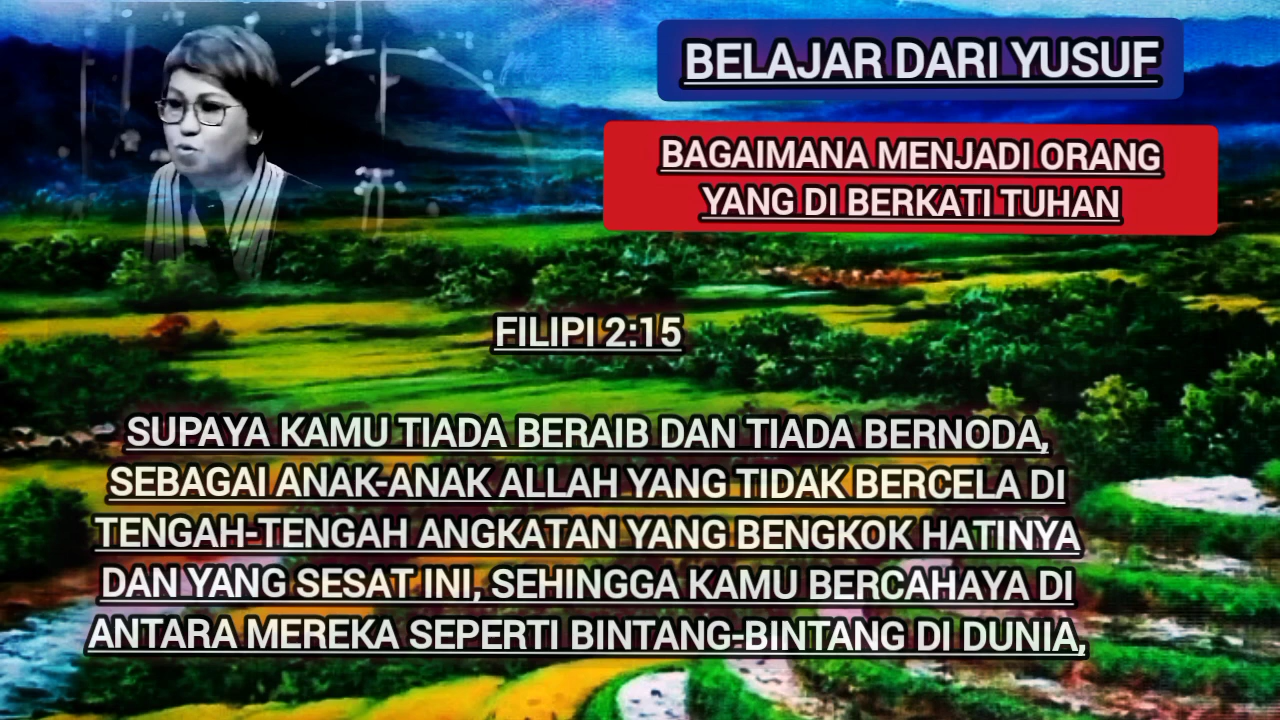 BELAJAR DARI YUSUF
BAGAIMANA MENJADI ORANG
YANG DI BERKATI TUHAN
FILIPI 2:15
SUPAYA KAMU TIADA BERAIB DAN TIADA BERNODA,
SEBAGAI ANAK-ANAK ALLAH YANG TIDAK BERCELA DI
TENGAH-TENGAH ANGKATAN YANG BENGKOK HATINYA
DAN YANG SESAT INI, SEHINGGA KAMU BERCAHAYA DI
ANTARA MEREKA SEPERTI BINTANG-BINTANG DI DUNIA,